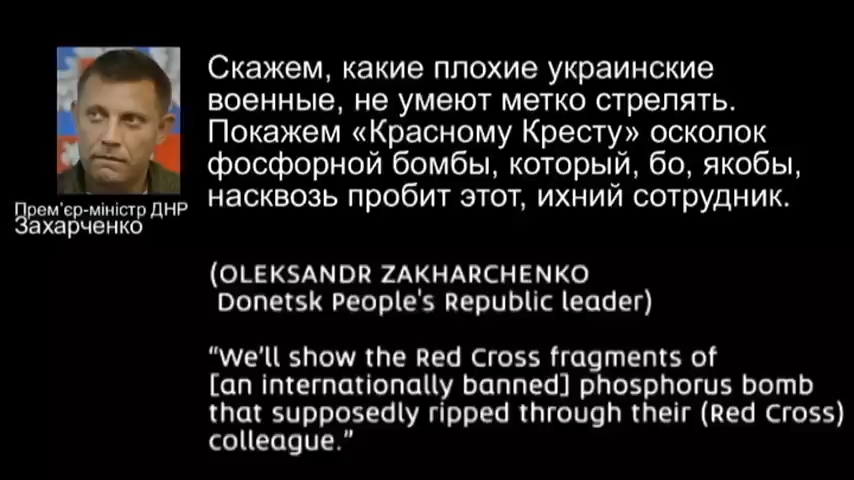 Скажем, какие плохие украинские
военные, не умеют метко стрелять.
Покажем «Красному Кресту» осколок
фосфорной бомбы, который, бо, якобы,
насквозь пробит этот, ихний сотрудник.
Прем'єр-міністр ДНР
Захарченко
(OLEKSANDR ZAKHARCHENKO
Donetsk People's Republic leader)
“We'll show the Red Cross fragments of
[an internationally banned] phosphorus bomb
that supposedly ripped through their (Red Cross)
colleague.”